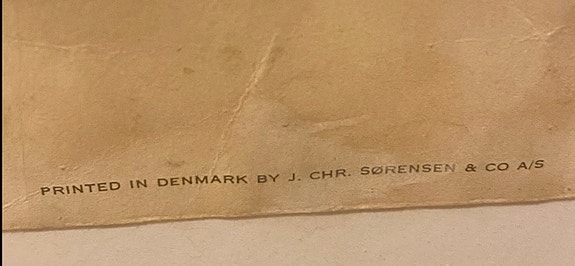 PRINTED IN DENMARK BY J. CHR. SØRENSEN & CO A/S